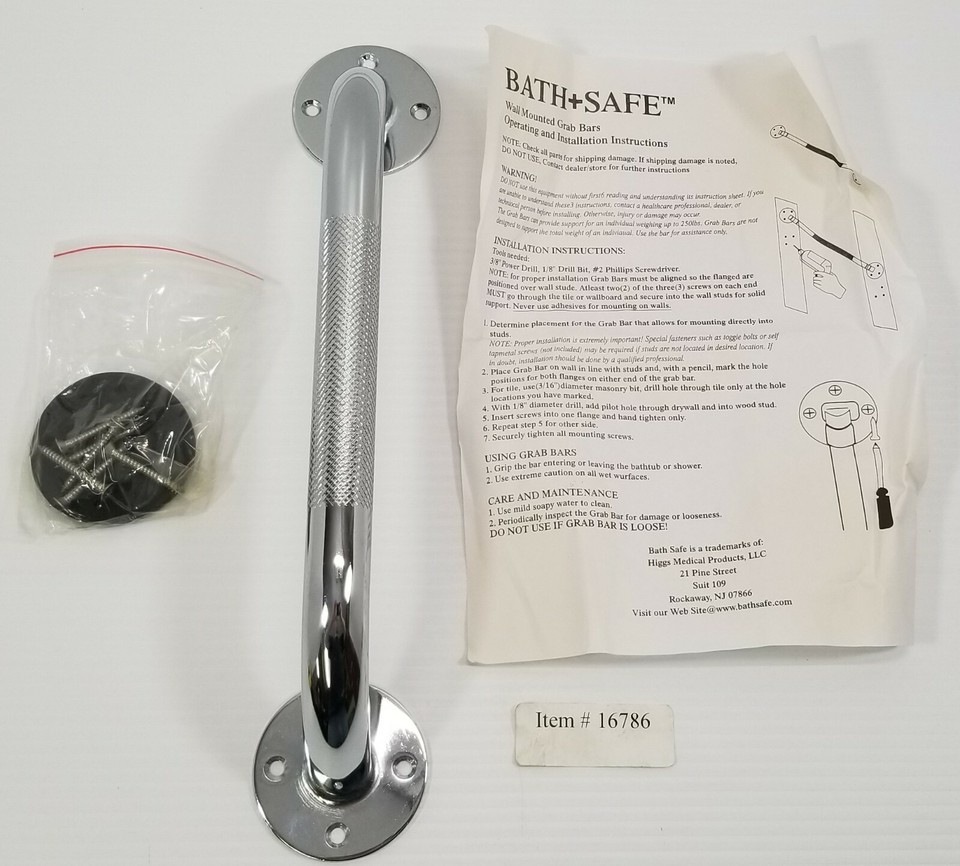 BATH+SAFE™
Wall Mounted Grab Bars
Operating and Installation Instructions
NOTE: Check all parts for shipping damage. If shipping damage is noted,
DO NOT USE, Contact dealer/store for further instructions
WARNING!
DO NOT use this equipment without first6 reading and understanding its instruction sheet. If you
are unable to understand these3 instructions, contact a healthcare professional, dealer, or
technical person before installing. Otherwise, injury or damage may occur.
The Grab Bars can provide support for an individual weighing up to 250lbs. Grab Bars are not
designed to support the total weight of an individual. Use the bar for assistance only.
INSTALLATION INSTRUCTIONS:
Tools needed:
3/8" Power Drill, 1/8" Drill Bit, #2 Phillips Screwdriver.
NOTE: for proper installation Grab Bars must be aligned so the flanged are
positioned over wall stude. Atleast two(2) of the three(3) screws on each end
MUST go through the tile or wallboard and secure into the wall studs for solid
support. Never use adhesives for mounting on walls.
1. Determine placement for the Grab Bar that allows for mounting directly into
studs.
NOTE: Proper installation is extremely important! Special fasteners such as toggie bolts or self
tapmetal screws (not included) may be required if studs are not located in desired location. If
in doubt, installation should be done by a qualified professional.
2. Place Grab Bar on wall in line with studs and, with a pencil, mark the hole
positions for both flanges on either end of the grab bar.
3. For tile, use(3/16")diameter masonry bit, drill hole through tile only at the hole
locations you have marked.
4. With 1/8" diameter drill, add pilot hole through drywall and into wood stud.
5. Insert screws into one flange and hand tighten only.
6. Repeat step 5 for other side.
7. Securely tighten all mounting screws.
USING GRAB BARS
1. Grip the bar entering or leaving the bathtub or shower.
2. Use extreme caution on all wet wurfaces.
CARE AND MAINTENANCE
1. Use mild soapy water to clean.
2. Periodically inspect the Grab Bar for damage or looseness.
DO NOT USE IF GRAB BAR IS LOOSE!
Bath Safe is a trademarks of:
Higgs Medical Products, LLC
21 Pine Street
Suit 109
Rockaway, NJ 07866
Visit our Web Site@www.bathsafe.com
Item # 16786